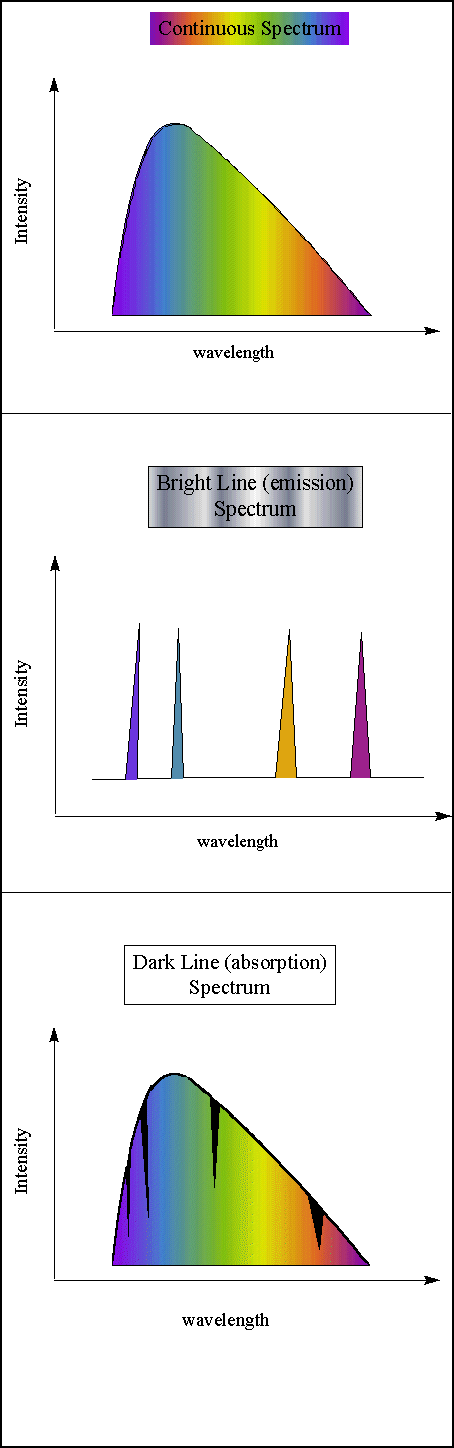 Continuous Spectrum
Intensity
wavelength
Bright Line (emission)
Spectrum
Intensity
wavelength
Dark Line (absorption)
Spectrum
Intensity
wavelength